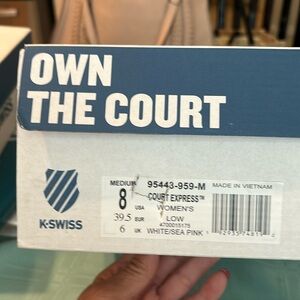 OWN
THE COURT
MEDIUM 95443-959-M MADE IN VIETNAM
8 USA COURT EXPRESS™
WOMEN'S
39.5 EUR LOW
4700015175
6 UK WHITE/SEA PINK
K·SWISS